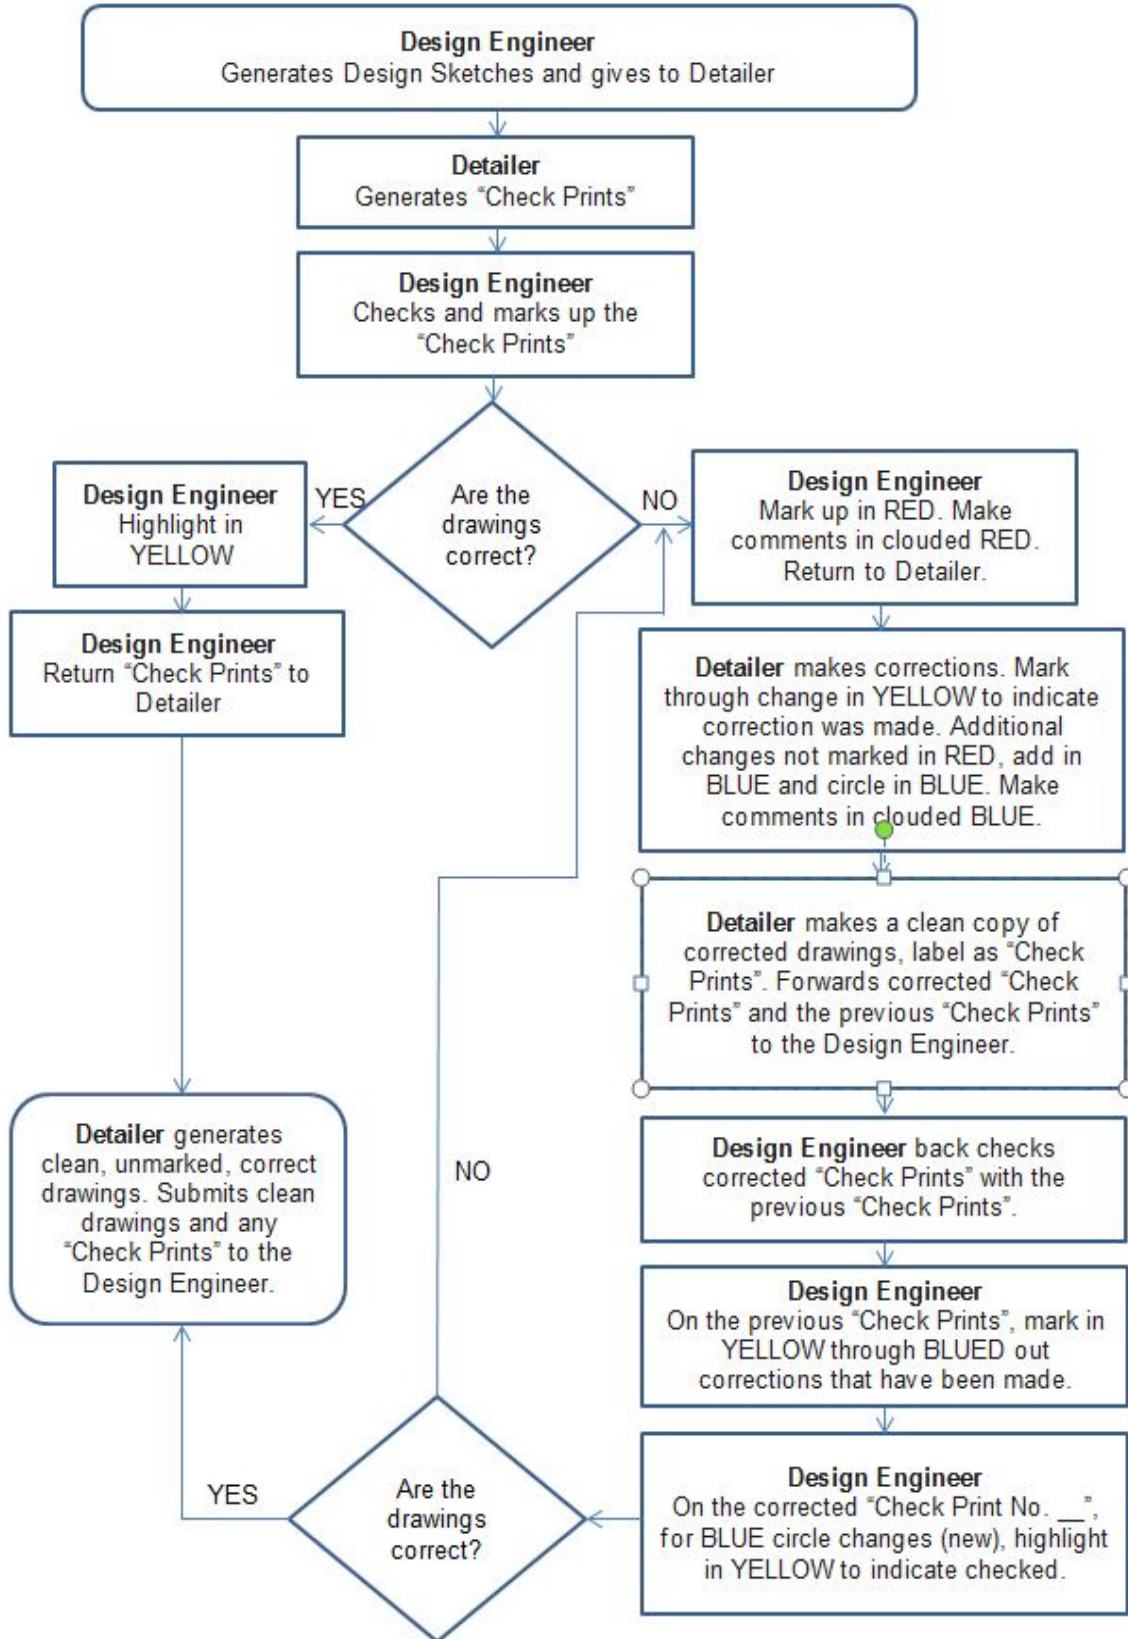 Design Engineer
Generates Design Sketches and gives to Detailer
Detailer
Generates “Check Prints”
Design Engineer
Checks and marks up the
“Check Prints”
Are the
drawings
correct?
YES
NO
Design Engineer
Highlight in
YELLOW
Design Engineer
Return “Check Prints” to
Detailer
Design Engineer
Mark up in RED. Make
comments in clouded RED.
Return to Detailer.
Detailer makes corrections. Mark
through change in YELLOW to indicate
correction was made. Additional
changes not marked in RED, add in
BLUE and circle in BLUE. Make
comments in clouded BLUE.
Detailer makes a clean copy of
corrected drawings, label as “Check
Prints”. Forwards corrected “Check
Prints” and the previous “Check Prints”
to the Design Engineer.
Design Engineer back checks
corrected “Check Prints” with the
previous “Check Prints”.
Design Engineer
On the previous “Check Prints”, mark in
YELLOW through BLUED out
corrections that have been made.
Design Engineer
On the corrected “Check Print No. __”,
for BLUE circle changes (new), highlight
in YELLOW to indicate checked.
Are the
drawings
correct?
NO
YES
Detailer generates
clean, unmarked, correct
drawings. Submits clean
drawings and any
“Check Prints” to the
Design Engineer.